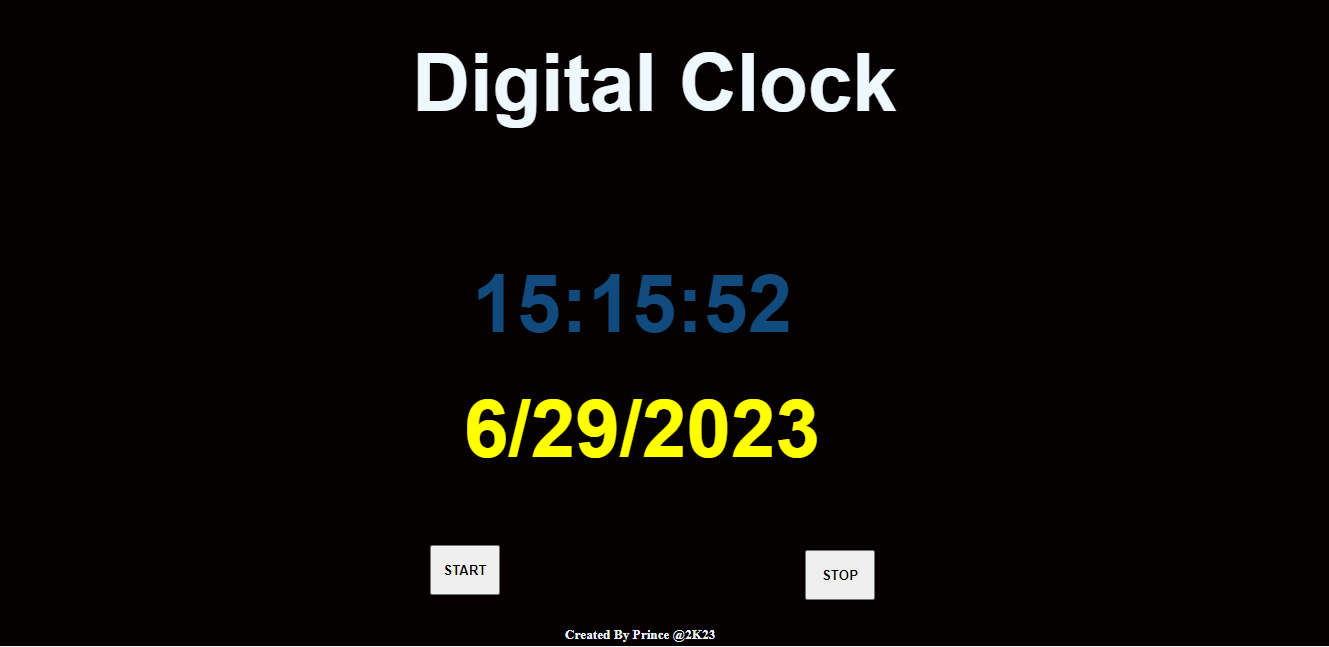 Digital Clock
15:15:52
6/29/2023
START STOP
Created By Prince @2K23